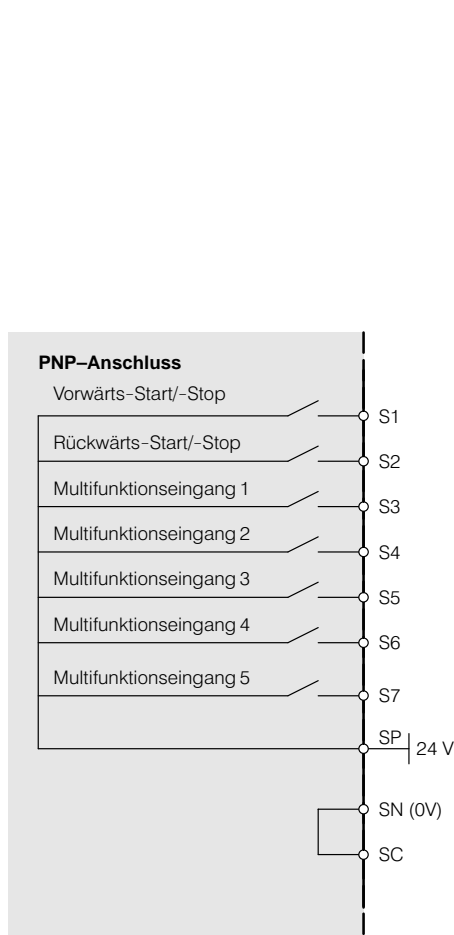 PNP–Anschluss
Vorwärts-Start/-Stop
S1
Rückwärts-Start/-Stop
S2
Multifunktionseingang 1
S3
Multifunktionseingang 2
S4
Multifunktionseingang 3
S5
Multifunktionseingang 4
S6
Multifunktionseingang 5
S7
SP
24 V
SN (0V)
SC